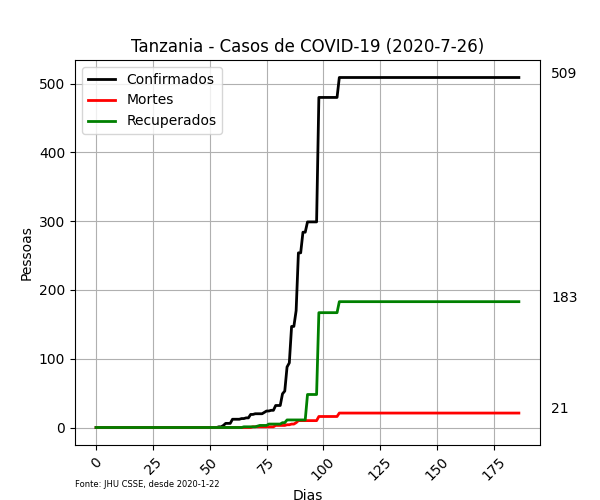 Tanzania - Casos de COVID-19 (2020-7-26)
Confirmados
Mortes
Recuperados
500
400
300
200
100
0
Pessoas
509
183
21
0
25
50
75
100
125
150
175
Dias
Fonte: JHU CSSE, desde 2020-1-22